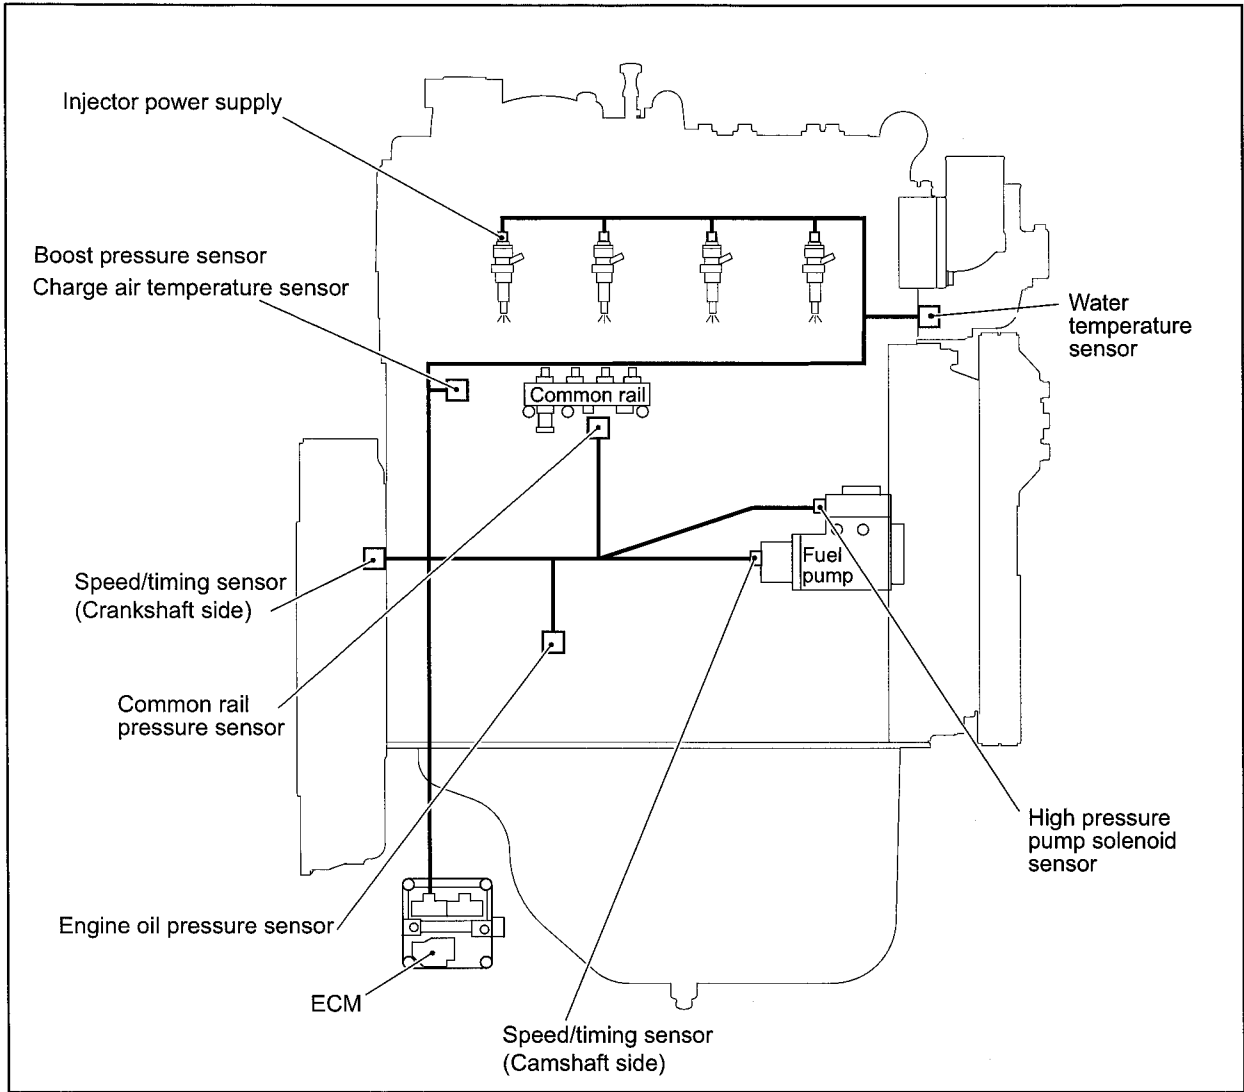 Injector power supply
Boost pressure sensor
Charge air temperature sensor
Water
temperature
sensor
Common rail
Fuel
pump
Speed/timing sensor
(Crankshaft side)
Common rail
pressure sensor
High pressure
pump solenoid
sensor
Engine oil pressure sensor
ECM
Speed/timing sensor
(Camshaft side)